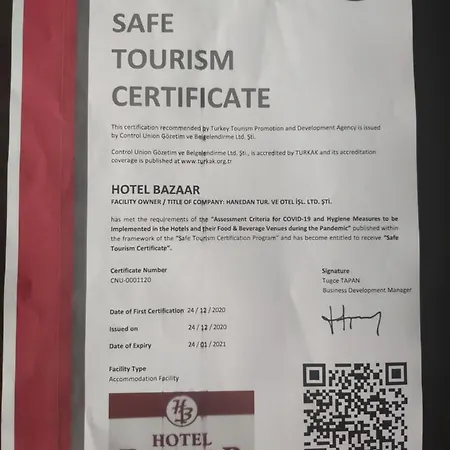 SAFE
TOURISM
CERTIFICATE
This certification recommended by Turkey Tourism Promotion and Development Agency is issued
by Control Union Gözetim ve Belgelendirme Ltd. Şti.
Control Union Gözetim ve Belgelendirme Ltd. Şti., is accredited by TURKAK and its accreditation
coverage is published at www.turkak.org.tr
HOTEL BAZAAR
FACILITY OWNER / TITLE OF COMPANY: HANEDAN TUR. VE OTEL İŞL. LTD. ŞTİ.
has met the requirements of the "Assessment Criteria for COVID-19 and Hygiene Measures to be
Implemented in the Hotels and their Food & Beverage Venues during the Pandemic" published within
the framework of the "Safe Tourism Certification Program" and has become entitled to receive "Safe
Tourism Certificate".
Certificate Number
CNU-0001120
Signature
Tugce TAPAN
Business Development Manager
Date of First Certification 24 / 12 / 2020
Issued on 24 / 12 / 2020
Date of Expiry 24 / 01 / 2021
Facility Type
Accommodation Facility
HB
HOTEL